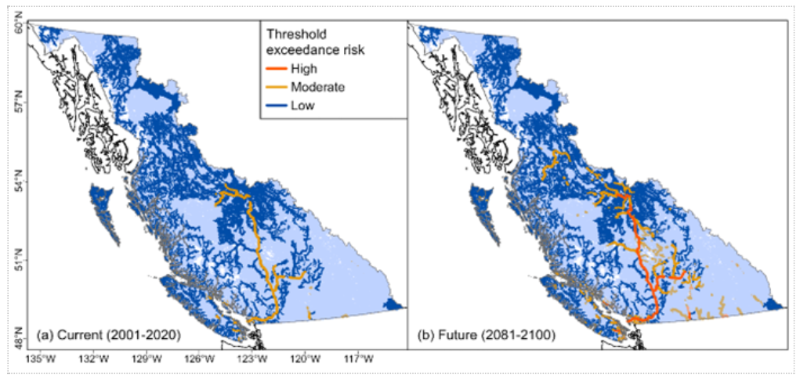 60°N
57°N
54°N
51°N
48°N
Threshold
exceedance risk
High
Moderate
Low
(a) Current (2001-2020)
(b) Future (2081-2100)
135°W 132°W 129°W 126°W 123°W 120°W 117°W